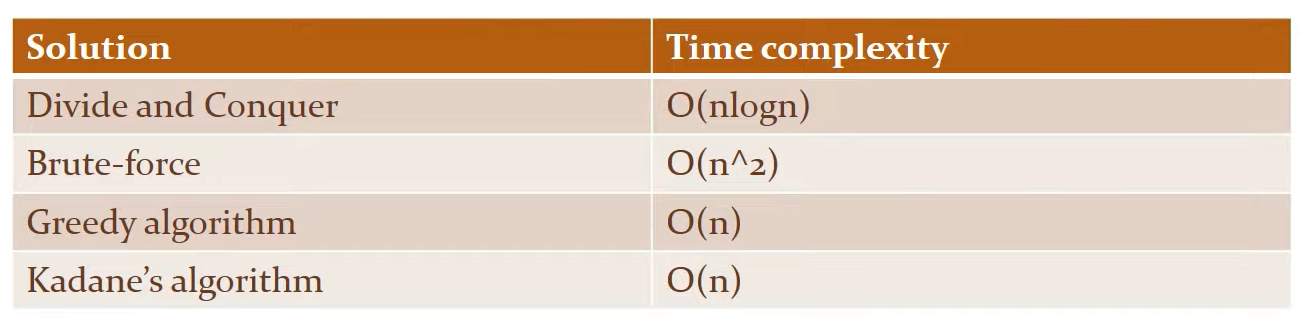 Solution Time complexity
Divide and Conquer O(nlogn)
Brute-force O(n^2)
Greedy algorithm O(n)
Kadane’s algorithm O(n)